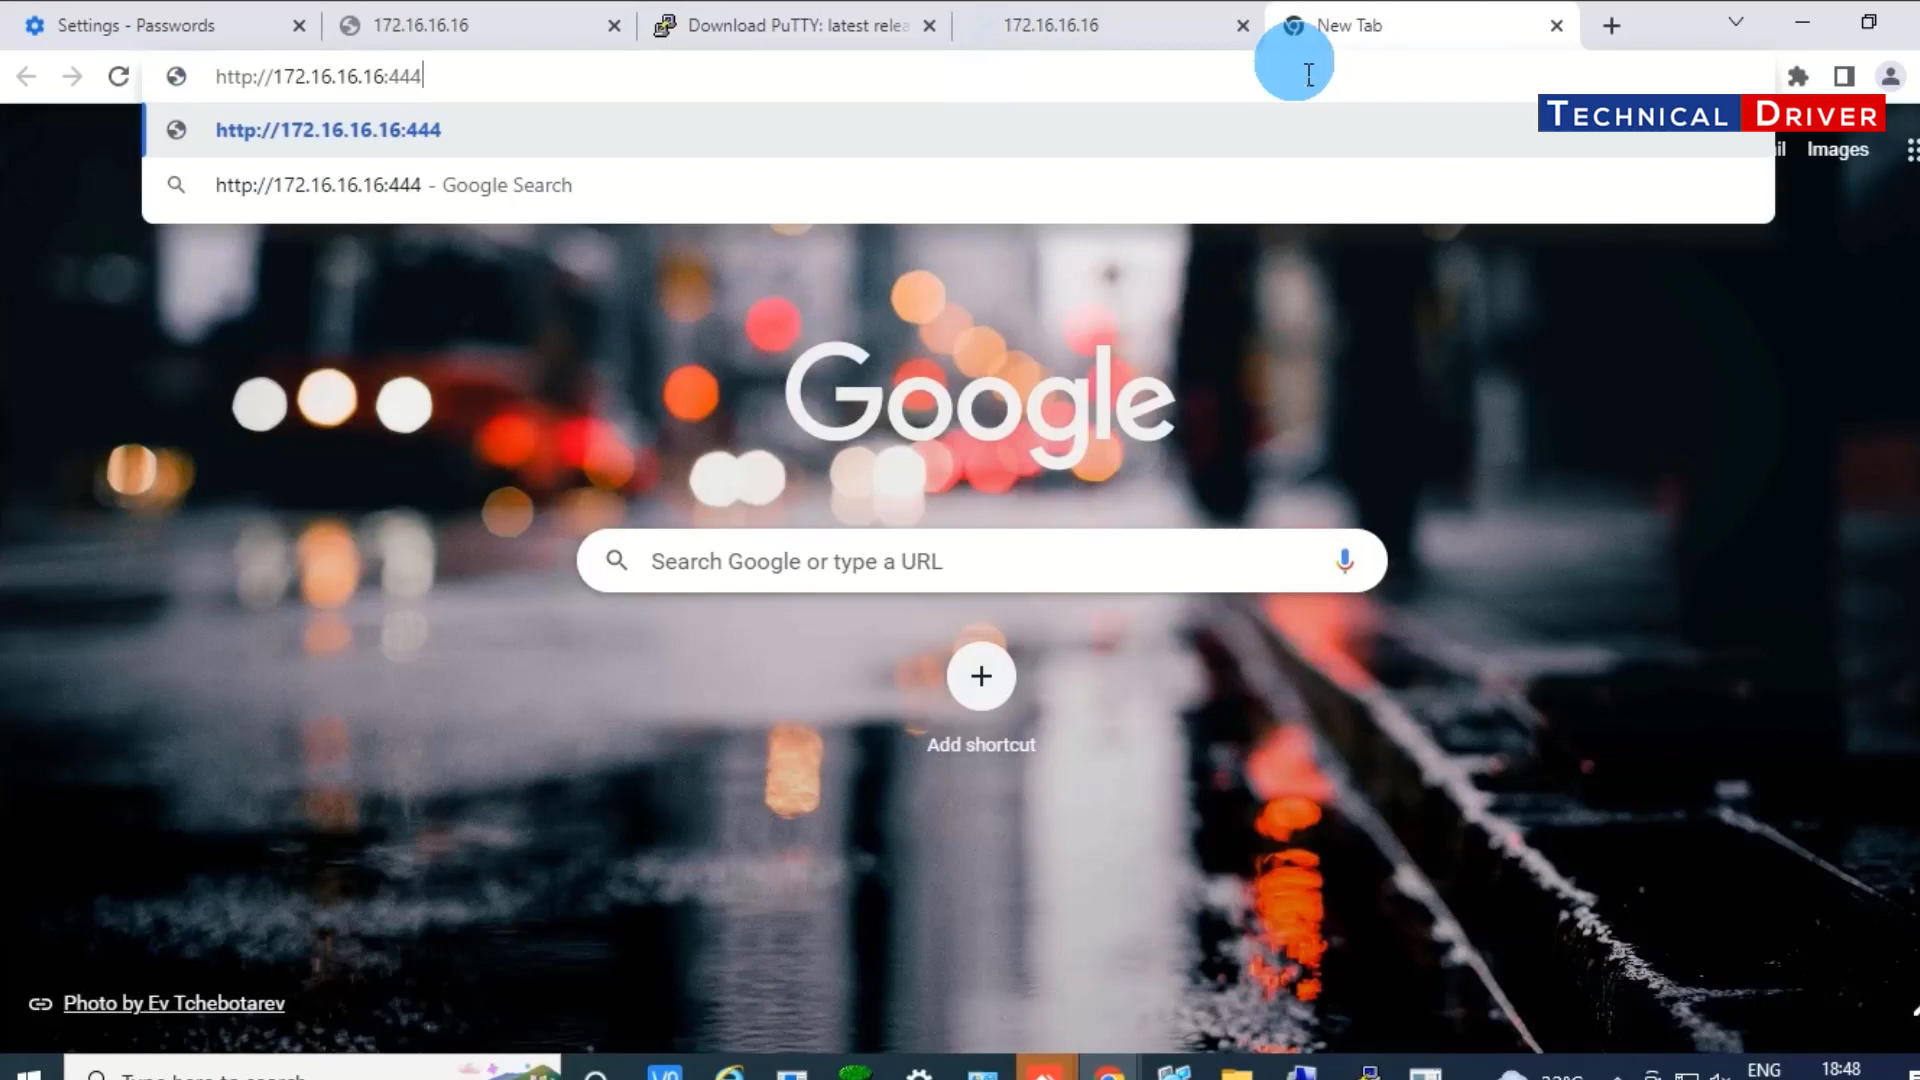 Settings - Passwords
172.16.16.16
Download PuTTY: latest relea
172.16.16.16
New Tab
http://172.16.16.16:444
TECHNICAL DRIVER
http://172.16.16.16:444
Images
http://172.16.16.16:444 - Google Search
Google
Search Google or type a URL
Add shortcut
Photo by Ev Tchebotarev
Type here to search
ENG
18:48